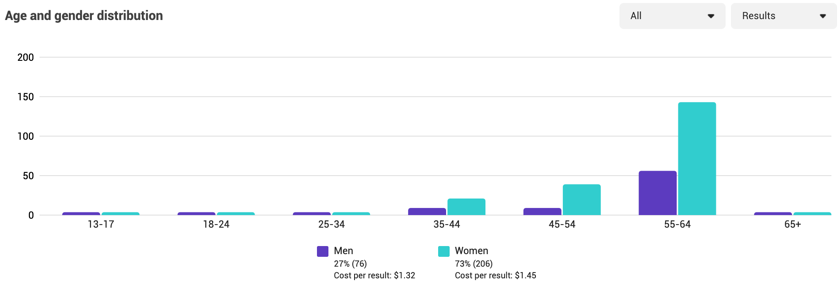 Age and gender distribution
All
Results
200
150
100
50
0
13-17
18-24
25-34
35-44
45-54
55-64
65+
Men
27% (76)
Cost per result: $1.32
Women
73% (206)
Cost per result: $1.45